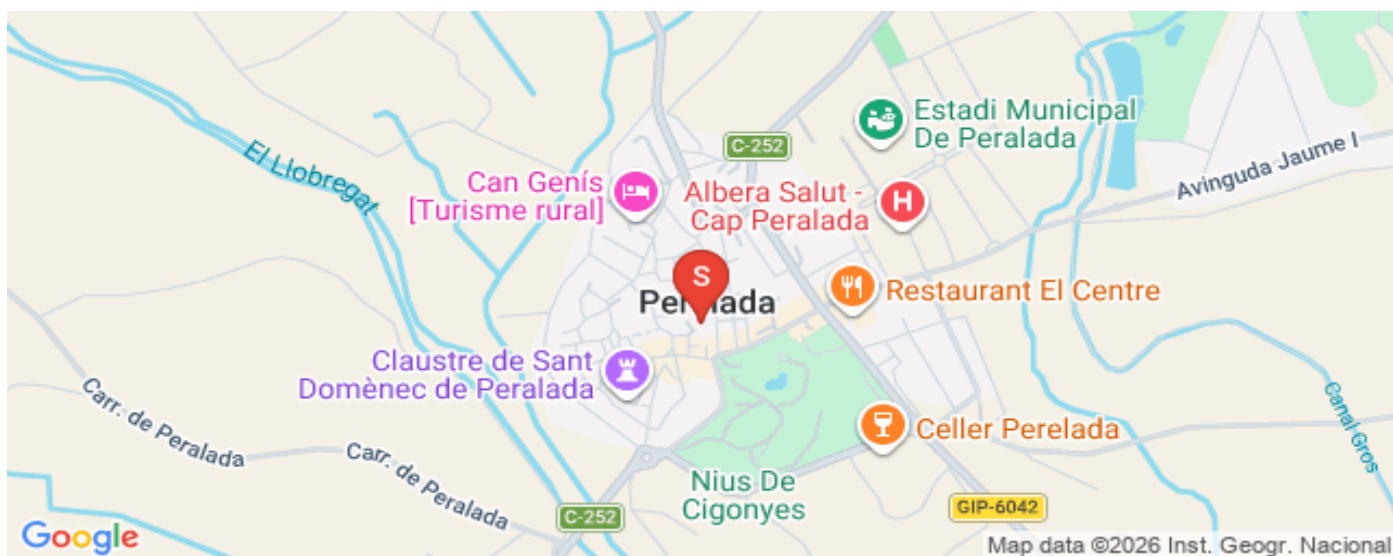 Estadi Municipal
De Peralada
C-252
El Llobregat
Avinguda Jaume I
Can Genís
[Turisme rural]
Albera Salut -
Cap Peralada
H
S
Restaurant El Centre
Claustre de Sant
Domènec de Peralada
Carr. de Peralada
Celler Perelada
Canal Gros
Carr. de Peralada
Nius De
Cigonyes
GIP-6042
C-252
Google
Map data ©2026 Inst. Geogr. Nacional